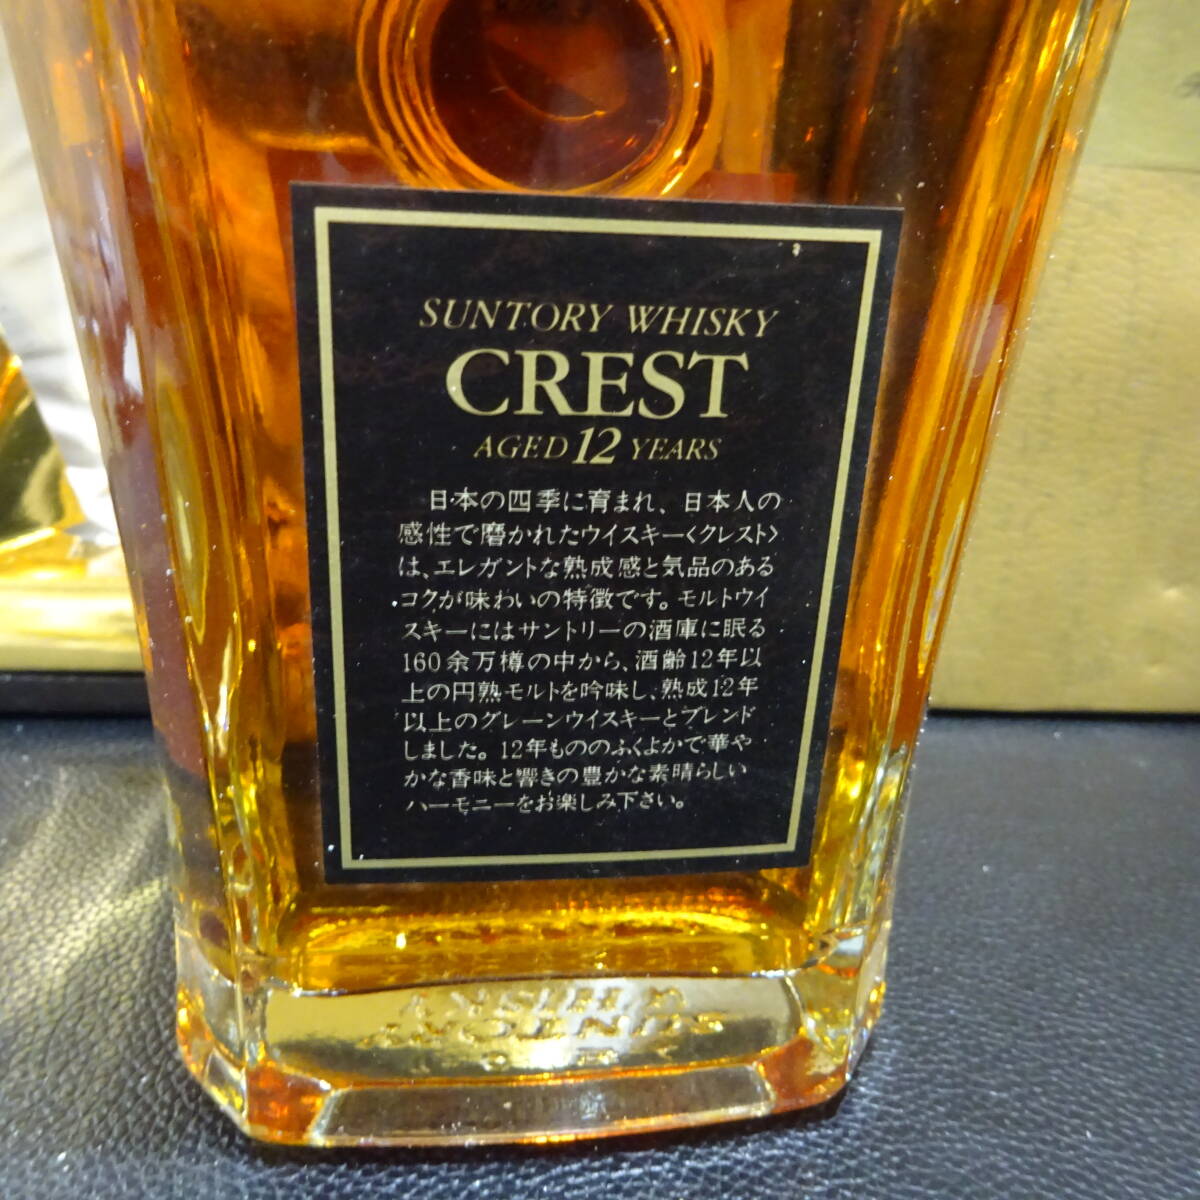 SUNTORY WHISKY
CREST
AGED 12 YEARS
日本の四季に育まれ、日本人の
感性で磨かれたウイスキー〈クレスト〉
は、エレガントな熟成感と気品のある
コクが味わいの特徴です。モルトウイ
スキーにはサントリーの酒庫に眠る
160余万樽の中から、酒齢12年以
上の円熟モルトを吟味し、熟成12年
以上のグレーンウイスキーとブレンド
しました。12年もののふくよかで華や
かな香味と響きの豊かな素晴らしい
ハーモニーをお楽しみ下さい。
WHISKY
SUNTORY